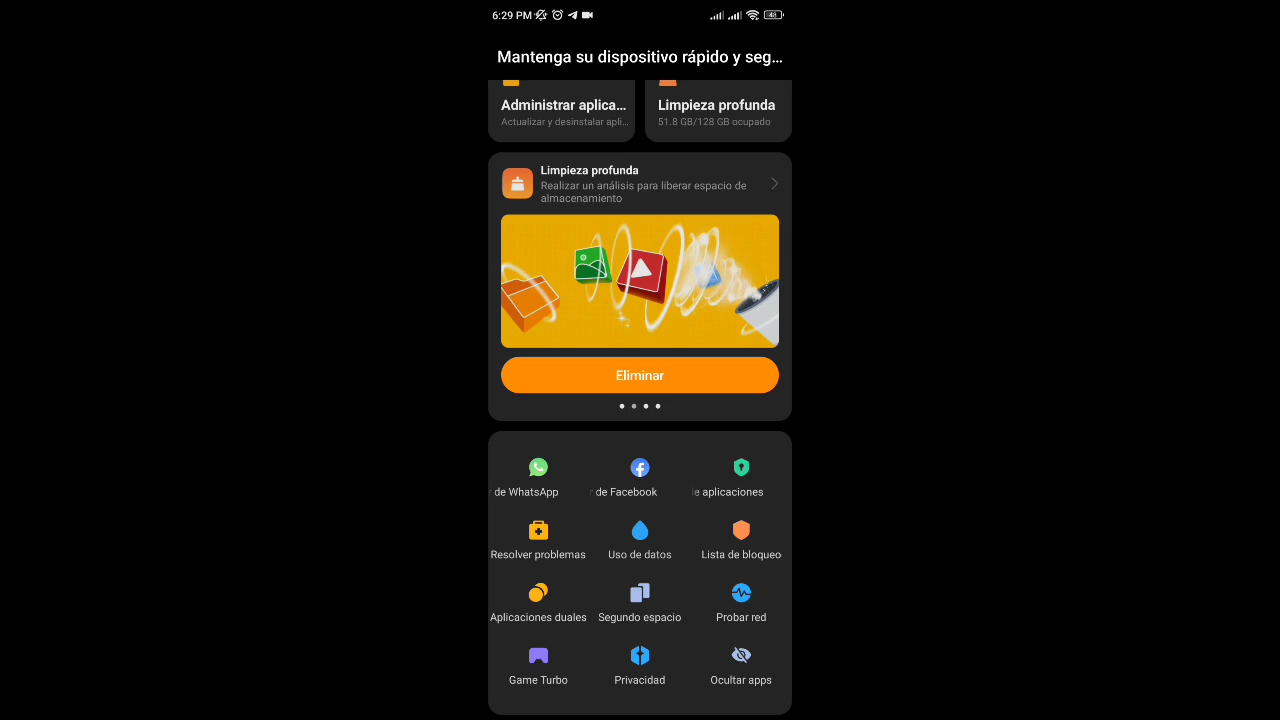 6:29 PM
48
Mantenga su dispositivo rápido y seg...
Administrar aplica...
Limpieza profunda
Actualizar y desinstalar apli...
51.8 GB/128 GB ocupado
Limpieza profunda
Realizar un análisis para liberar espacio de
almacenamiento
Eliminar
de WhatsApp
de Facebook
aplicaciones
Resolver problemas
Uso de datos
Lista de bloqueo
Aplicaciones duales
Segundo espacio
Probar red
Game Turbo
Privacidad
Ocultar apps